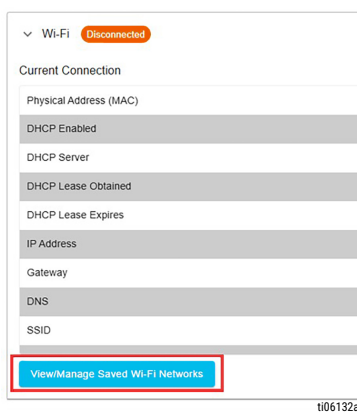 Wi-Fi Disconnected
Current Connection
Physical Address (MAC)
DHCP Enabled
DHCP Server
DHCP Lease Obtained
DHCP Lease Expires
IP Address
Gateway
DNS
SSID
View/Manage Saved Wi-Fi Networks
ti06132a